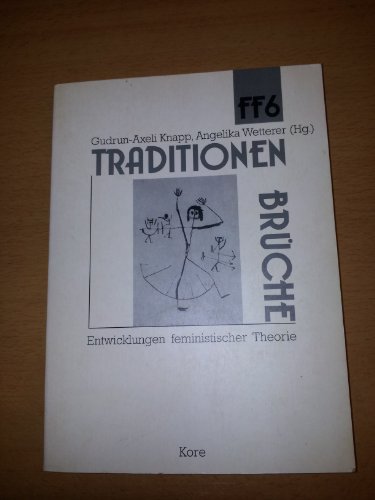 FF6
Gudrun-Axeli Knapp, Angelika Wetterer (Hg.)
TRADITIONEN
BRÜCHE
Entwicklungen feministischer Theorie
Kore